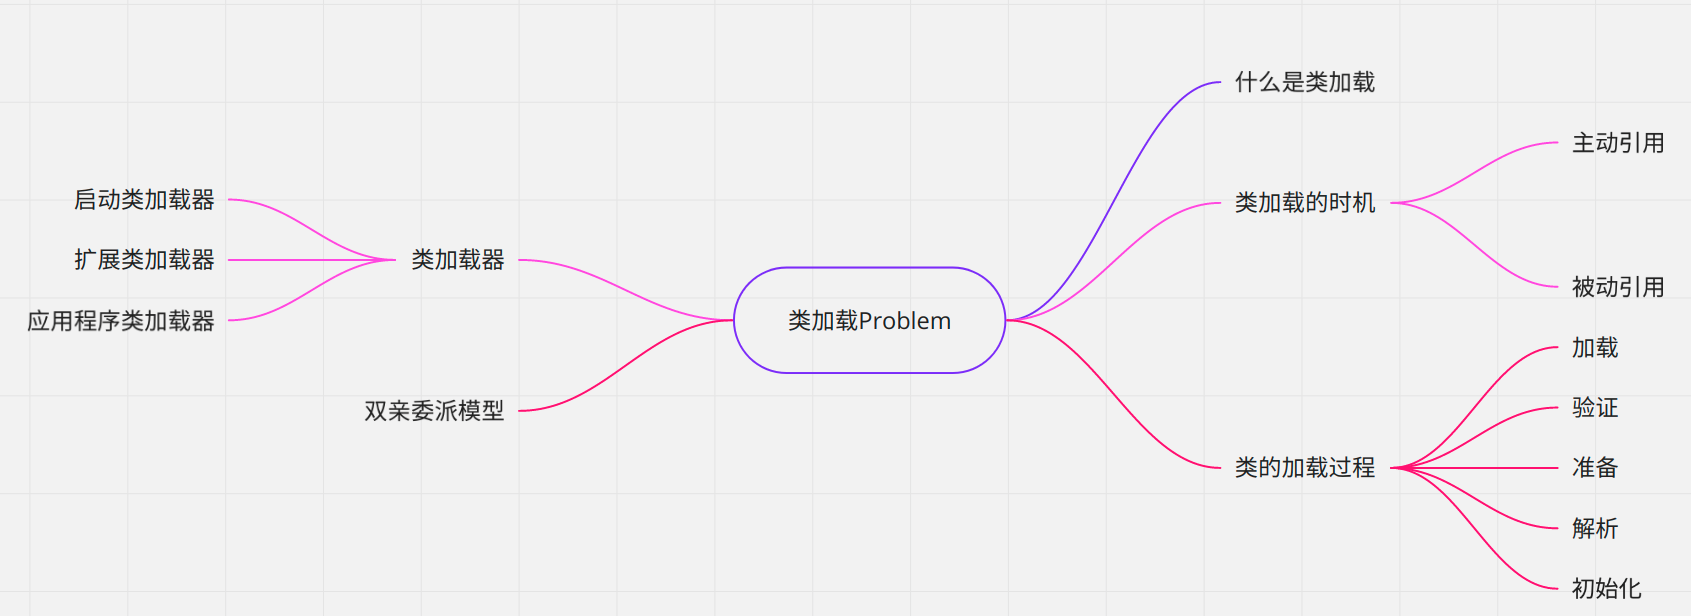 类加载Problem
什么是类加载
类加载的时机
主动引用
被动引用
类的加载过程
加载
验证
准备
解析
初始化
类加载器
启动类加载器
扩展类加载器
应用程序类加载器
双亲委派模型